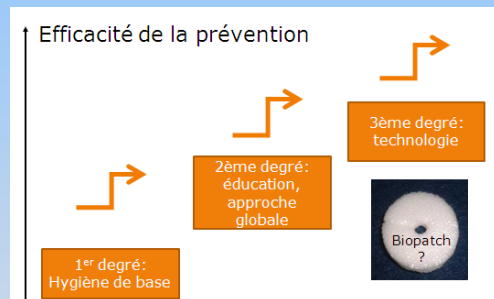 Efficacité de la prévention
3ème degré:
technologie
2ème degré:
éducation,
approche
globale
Biopatch
?
1er degré:
Hygiène de base